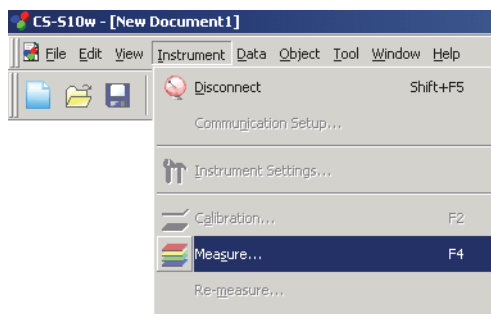 CS-S10w - [New Document1]
File Edit View Instrument Data Object Tool Window Help
Disconnect Shift+F5
Communication Setup...
Instrument Settings...
Calibration... F2
Measure... F4
Re-measure...